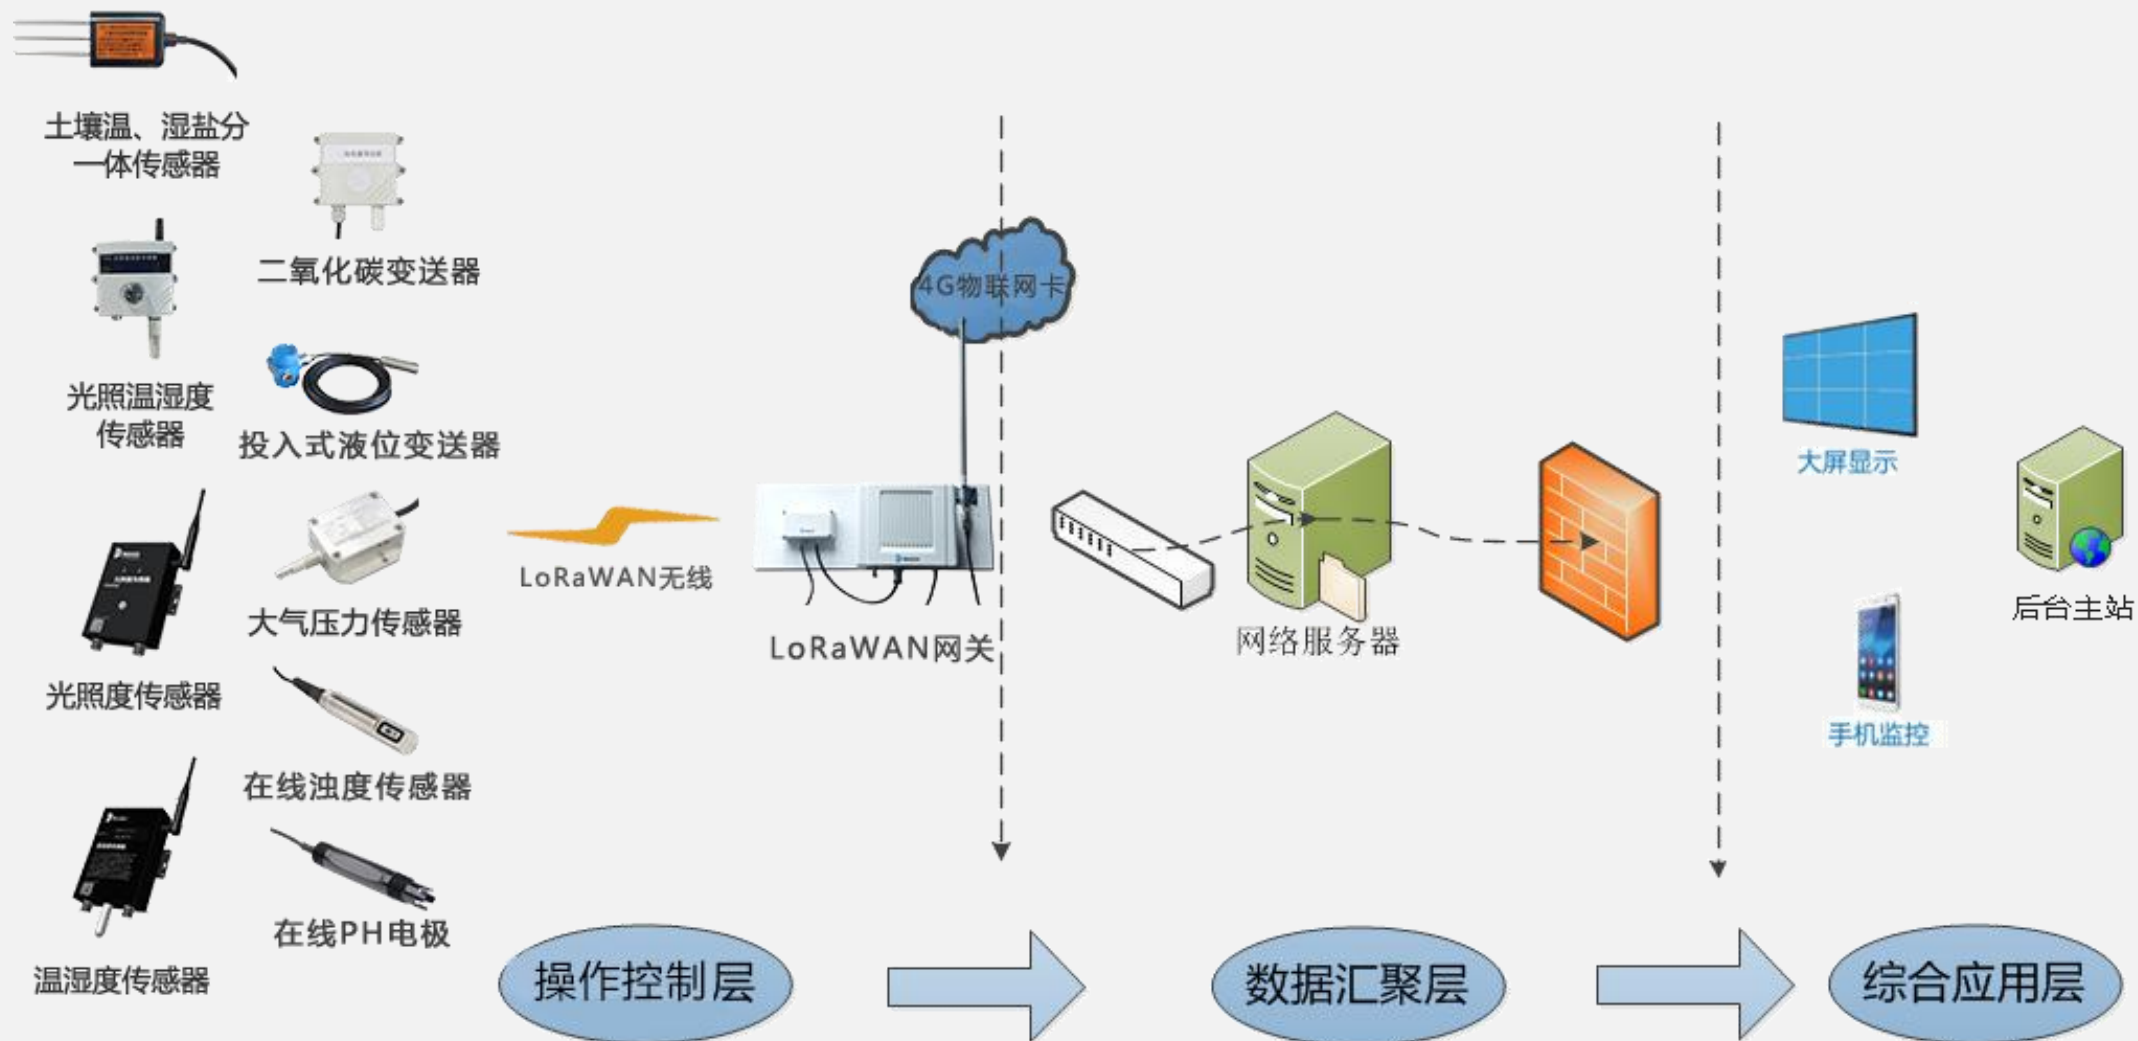 土壤温、湿盐分
一体传感器
二氧化碳变送器
光照温湿度
传感器
投入式液位变送器
大气压力传感器
光照度传感器
在线浊度传感器
温湿度传感器
在线PH电极
LoRaWAN无线
4G物联网卡
LoRaWAN网关
网络服务器
大屏显示
后台主站
手机监控
操作控制层
数据汇聚层
综合应用层